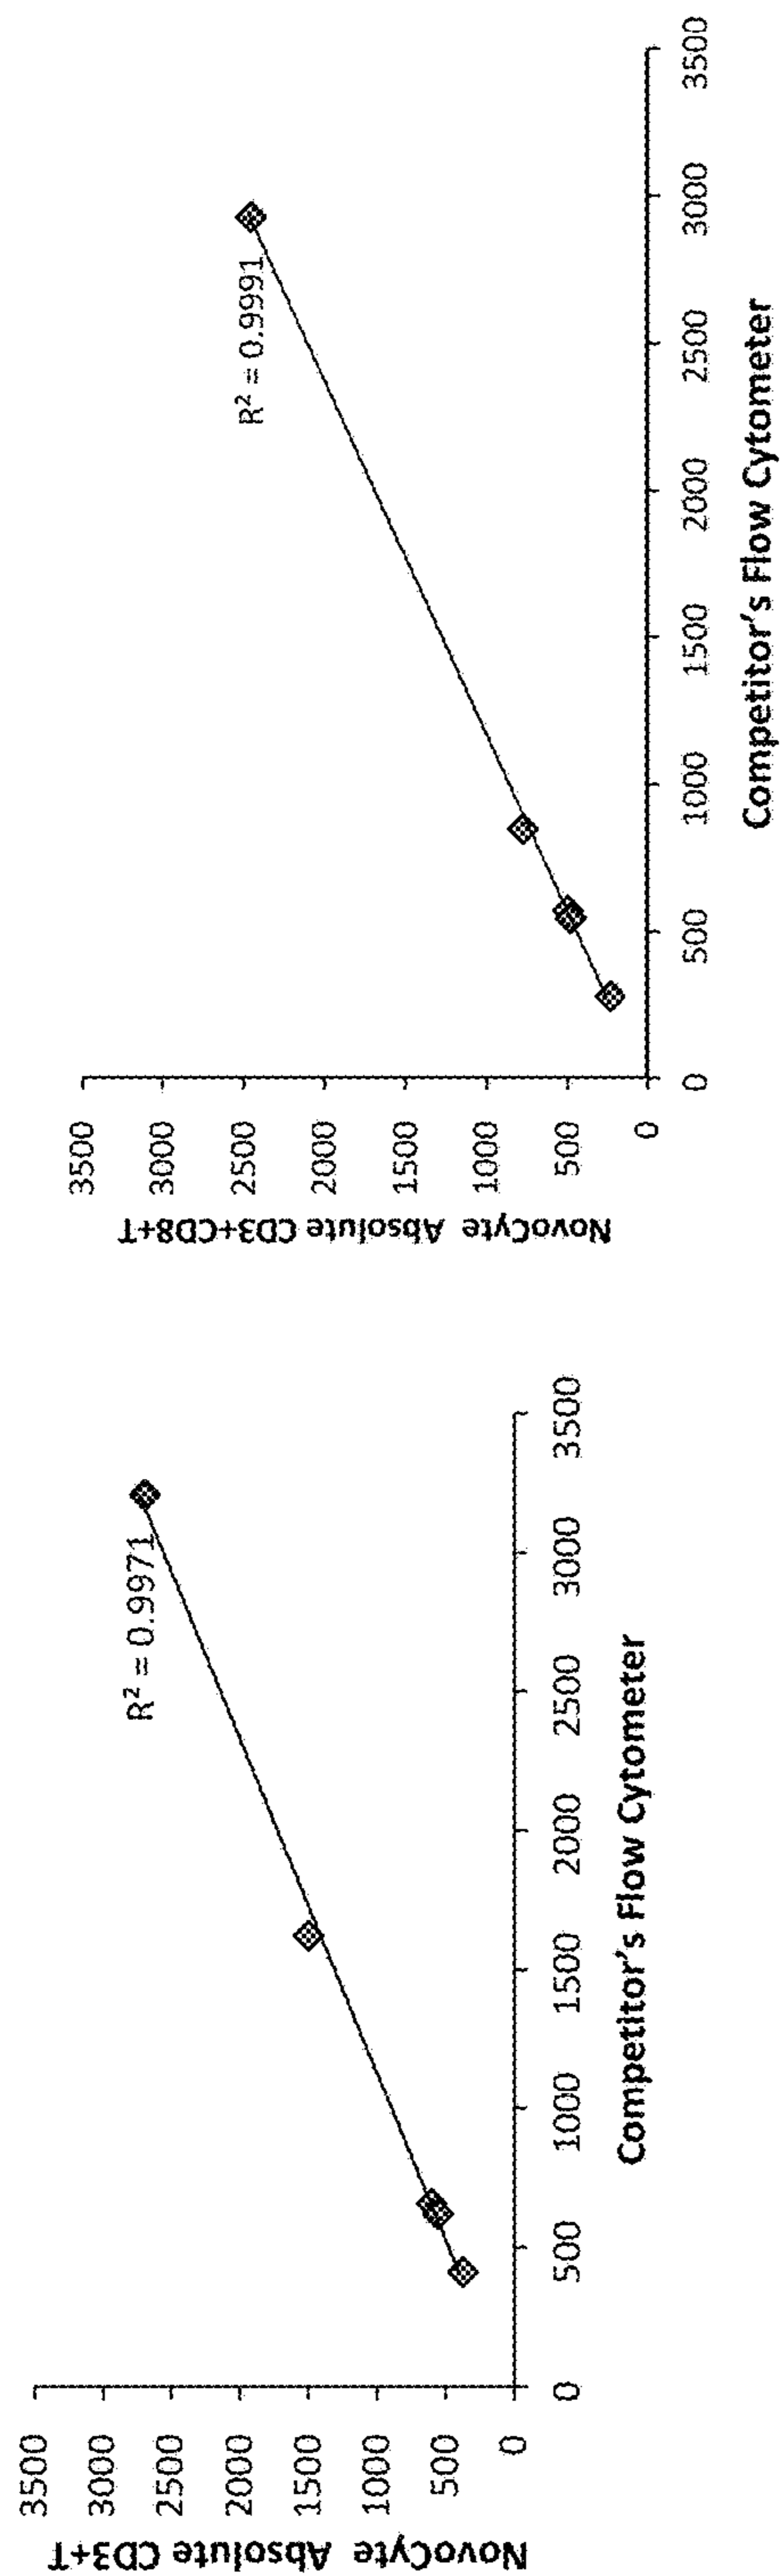 NovoCyte Absolute CD3+T
3500
3000
2500
2000
1500
1000
500
0
R² = 0.9971
0 500 1000 1500 2000 2500 3000 3500
Competitor's Flow Cytometer
NovoCyte Absolute CD3+CD8+T
3500
3000
2500
2000
1500
1000
500
0
R² = 0.9991
0 500 1000 1500 2000 2500 3000 3500
Competitor's Flow Cytometer